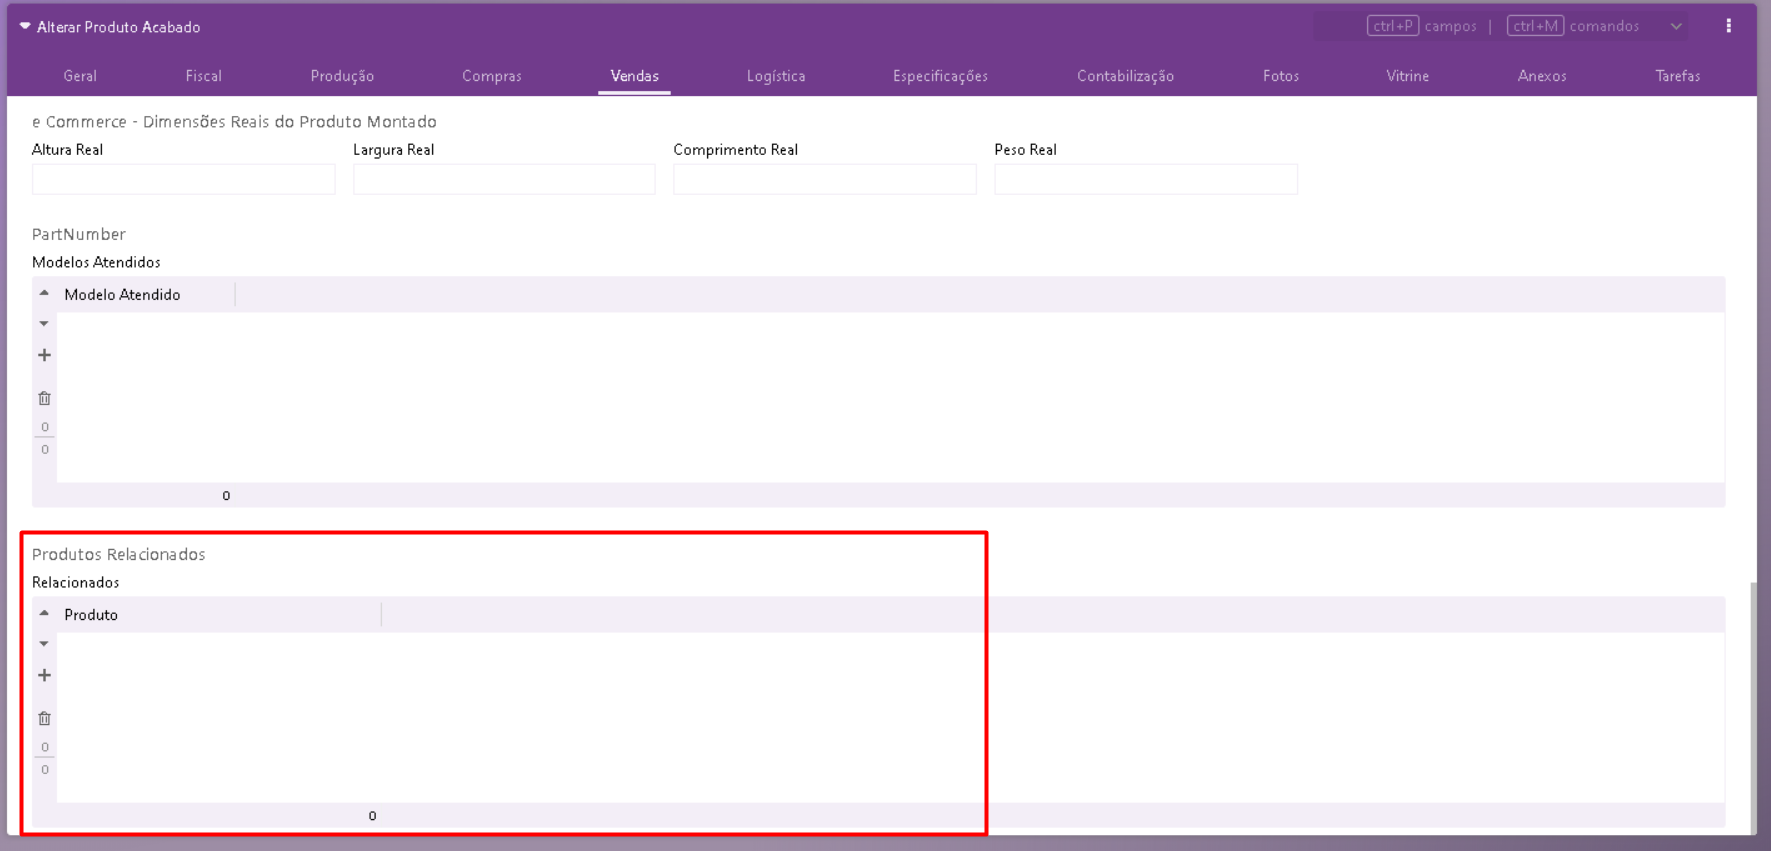 Alterar Produto Acabado ctrl+P campos | ctrl+M comandos
Geral Fiscal Produção Compras Vendas Logística Especificações Contabilização Fotos Vitrine Anexos Tarefas
e Commerce - Dimensões Reais do Produto Montado
Altura Real Largura Real Comprimento Real Peso Real
PartNumber
Modelos Atendidos
Modelo Atendido
0
0
0
Produtos Relacionados
Relacionados
Produto
0
0
0